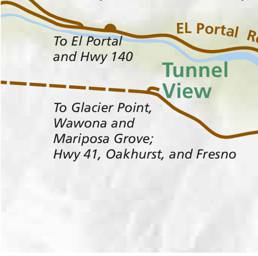 EL Portal
To El Portal
and Hwy 140
Tunnel
View
To Glacier Point,
Wawona and
Mariposa Grove;
Hwy 41, Oakhurst, and Fresno